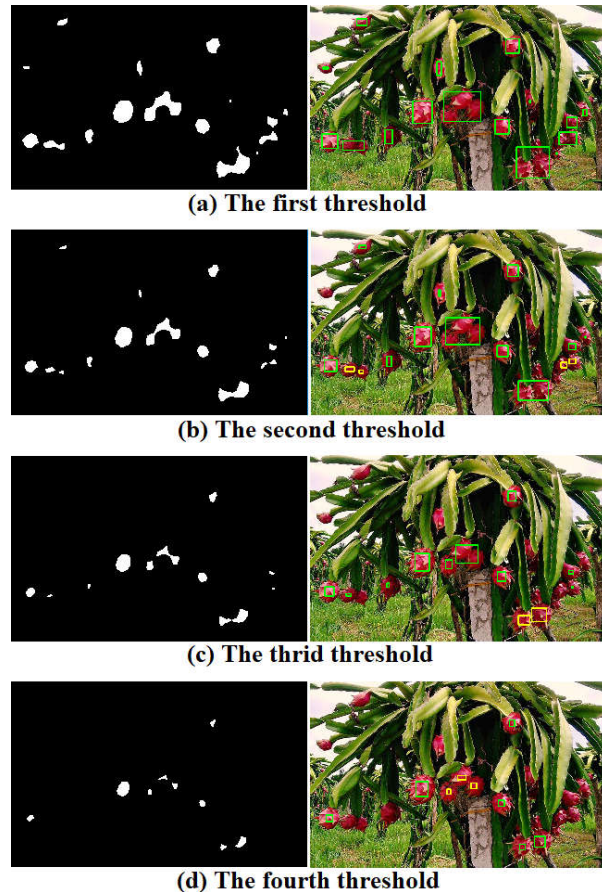 (a) The first threshold
(b) The second threshold
(c) The thrid threshold
(d) The fourth threshold